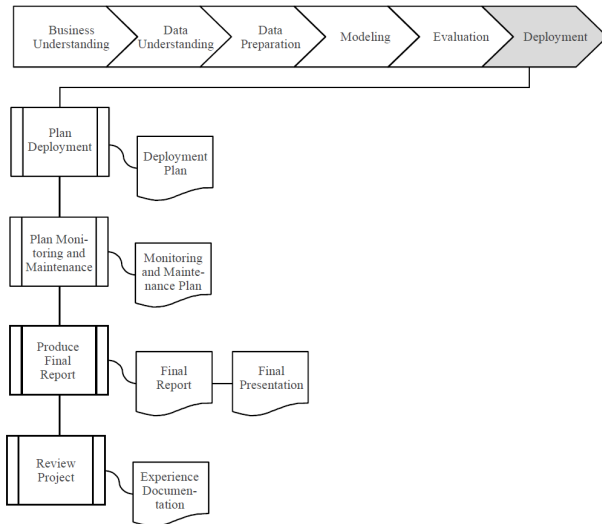 Business
Understanding
Data
Understanding
Data
Preparation
Modeling
Evaluation
Deployment
Plan
Deployment
Deployment
Plan
Plan Moni-
toring and
Maintenance
Monitoring
and Mainte-
nance Plan
Produce
Final
Report
Final
Report
Final
Presentation
Review
Project
Experience
Documen-
tation